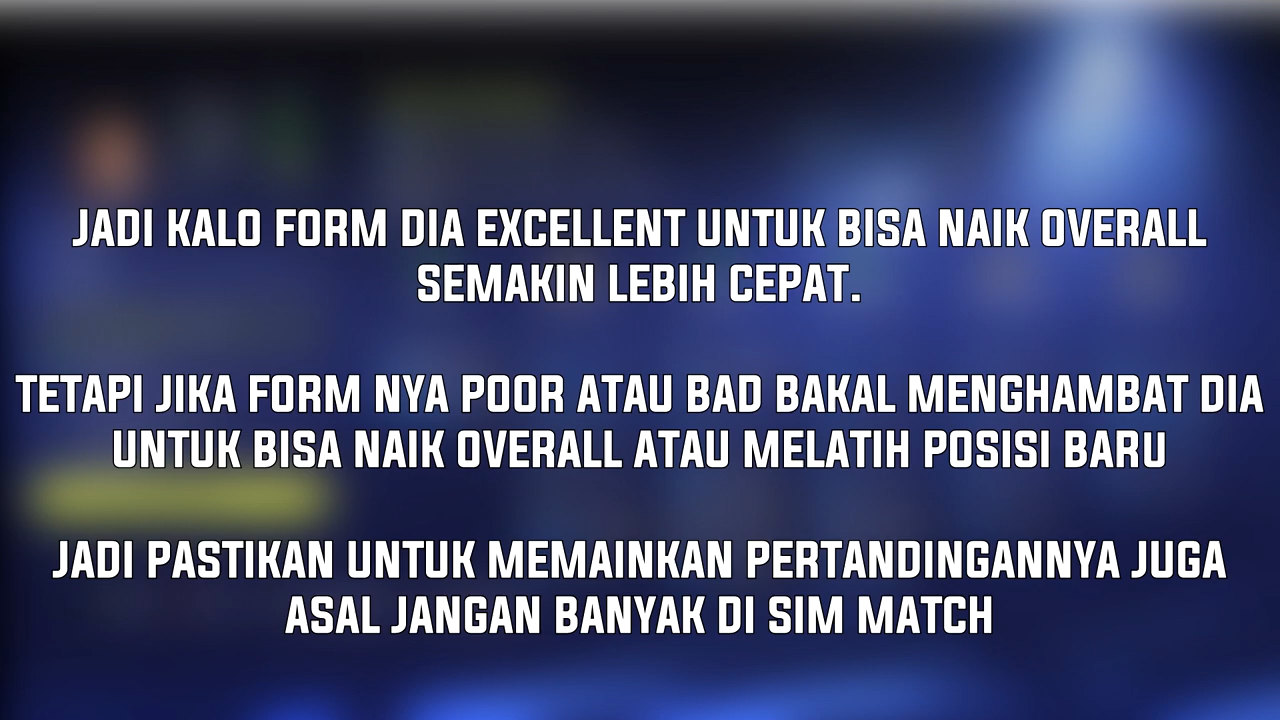 JADI KALO FORM DIA EXCELLENT UNTUK BISA NAIK OVERALL
SEMAKIN LEBIH CEPAT.
TETAPI JIKA FORM NYA POOR ATAU BAD BAKAL MENGHAMBAT DIA
UNTUK BISA NAIK OVERALL ATAU MELATIH POSISI BARU
JADI PASTIKAN UNTUK MEMAINKAN PERTANDINGANNYA JUGA
ASAL JANGAN BANYAK DI SIM MATCH